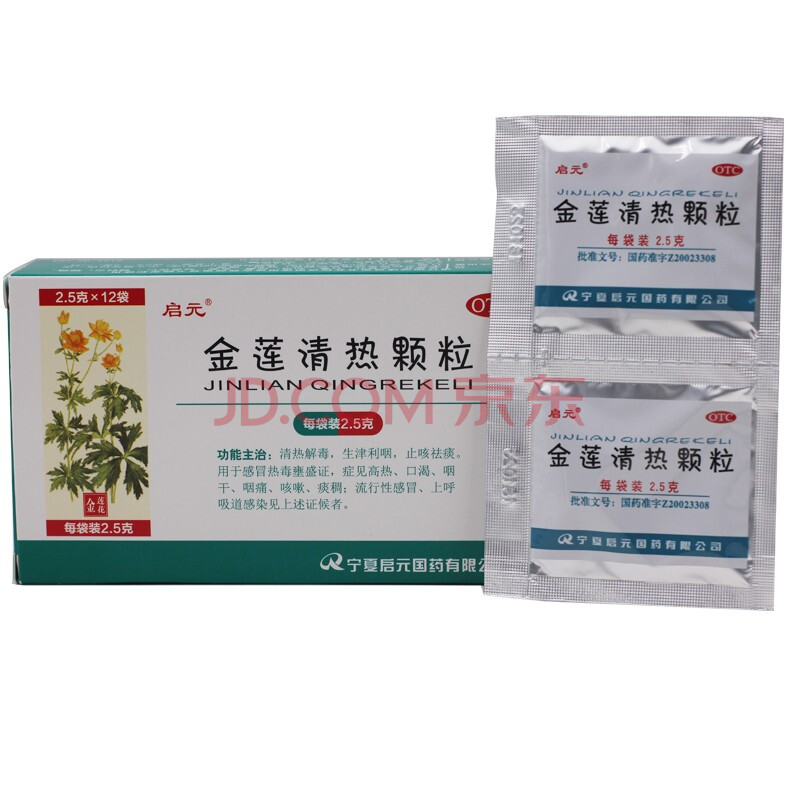 2.5克×12袋
启元®
OTC
金莲清热颗粒
JINLIAN QINGREKELI
每袋装2.5克
功能主治：清热解毒，生津利咽，止咳祛痰。
用于感冒热毒壅盛证，症见高热、口渴、咽
干、咽痛、咳嗽、痰稠；流行性感冒、上呼
吸道感染见上述证候者。
金莲花
每袋装2.5克
宁夏启元国药有限公
JD.COM 京东
启元®
OTC
JINLIAN QINGREKELI
金莲清热颗粒
每袋装 2.5克
批准文号：国药准字Z20023308
宁夏启元国药有限公司
启元®
OTC
JINLIAN QINGREKELI
金莲清热颗粒
每袋装 2.5克
批准文号：国药准字Z20023308
宁夏启元国药有限公司